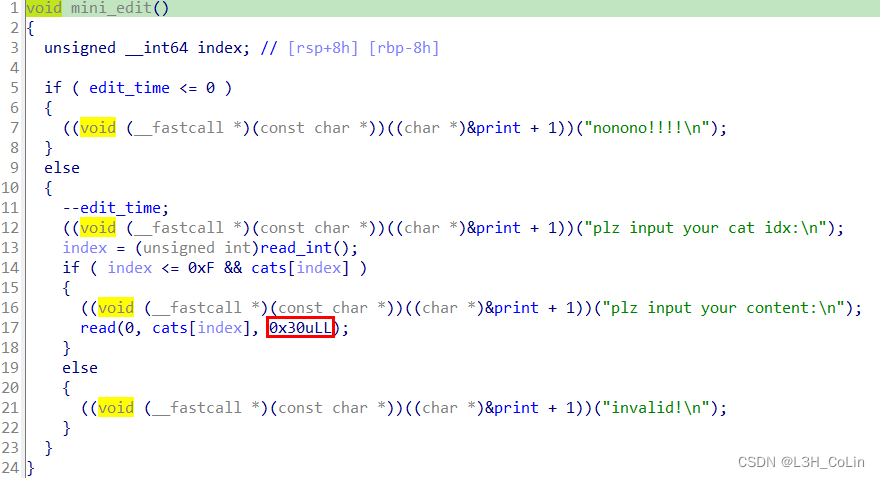 1 void mini_edit()
2 {
3   unsigned __int64 index; // [rsp+8h] [rbp-8h]
4
5   if ( edit_time <= 0 )
6   {
7     ((void (__fastcall *)(const char *))((char *)&print + 1))("nonono!!!!\n");
8   }
9   else
10   {
11     --edit_time;
12     ((void (__fastcall *)(const char *))((char *)&print + 1))("plz input your cat idx:\n");
13     index = (unsigned int)read_int();
14     if ( index <= 0xF && cats[index] )
15     {
16       ((void (__fastcall *)(const char *))((char *)&print + 1))("plz input your content:\n");
17       read(0, cats[index], 0x30uLL);
18     }
19     else
20     {
21       ((void (__fastcall *)(const char *))((char *)&print + 1))("invalid!\n");
22     }
23   }
24 }
CSDN @L3H_CoLin